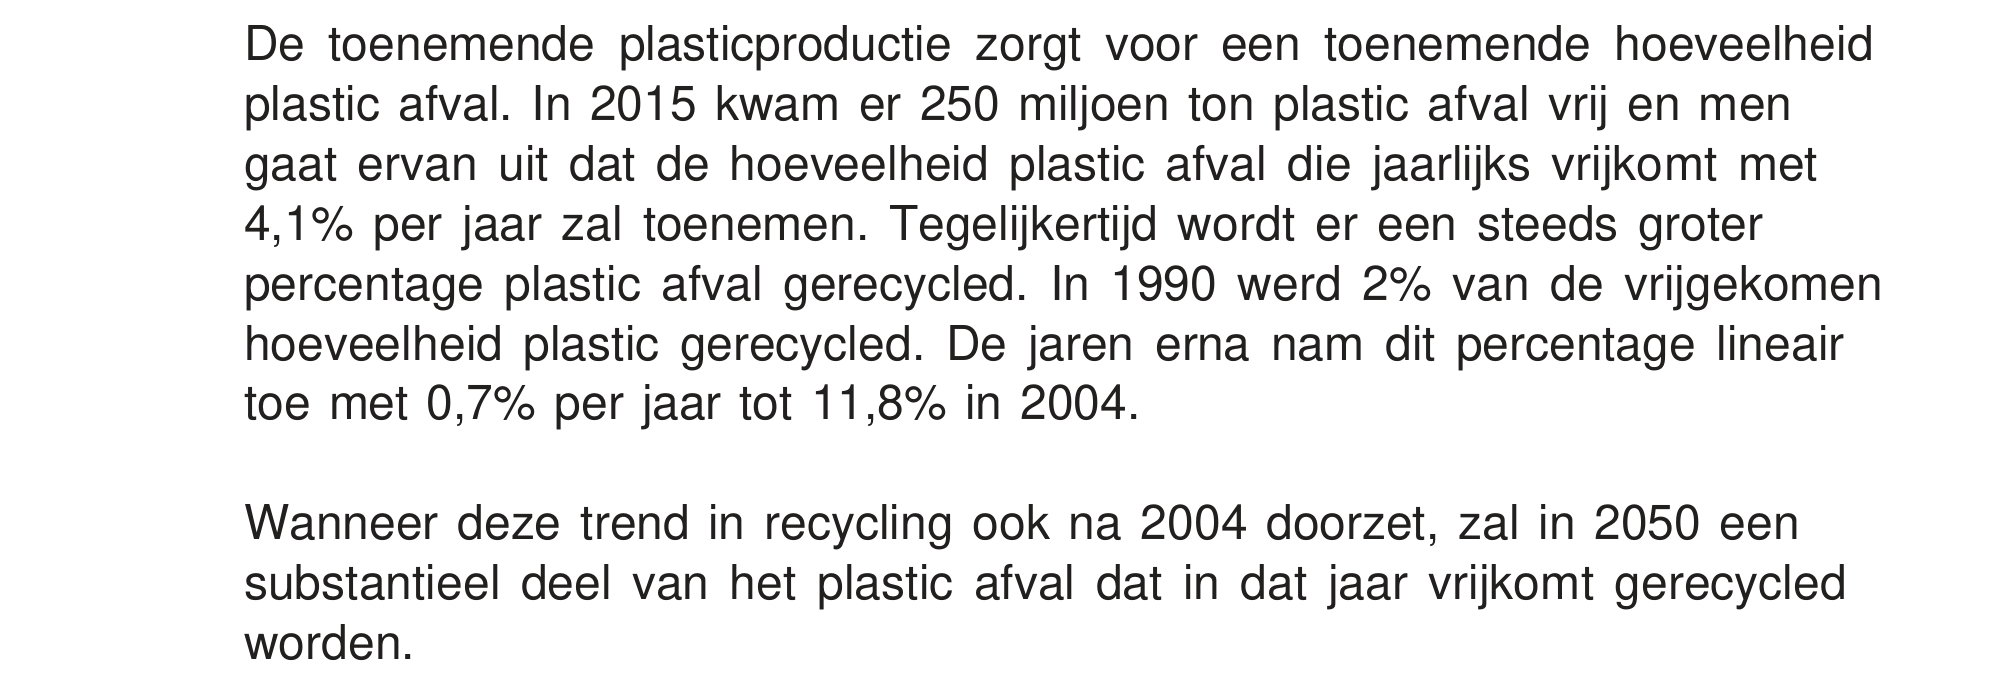 De toenemende plasticproductie zorgt voor een toenemende hoeveelheid
plastic afval. In 2015 kwam er 250 miljoen ton plastic afval vrij en men
gaat ervan uit dat de hoeveelheid plastic afval die jaarlijks vrijkomt met
4,1% per jaar zal toenemen. Tegelijkertijd wordt er een steeds groter
percentage plastic afval gerecycled. In 1990 werd 2% van de vrijgekomen
hoeveelheid plastic gerecycled. De jaren erna nam dit percentage lineair
toe met 0,7% per jaar tot 11,8% in 2004.
Wanneer deze trend in recycling ook na 2004 doorzet, zal in 2050 een
substantieel deel van het plastic afval dat in dat jaar vrijkomt gerecycled
worden.